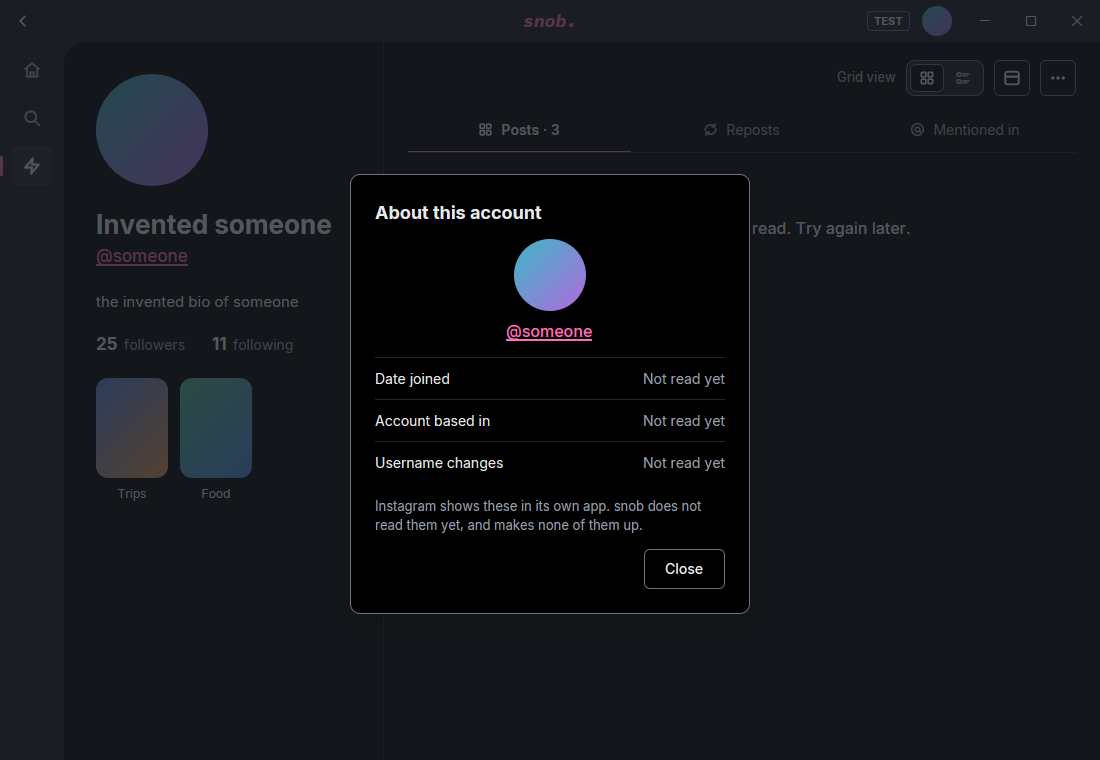 snob.
TEST
Grid view
Posts · 3
Reposts
Mentioned in
Invented someone
@someone
the invented bio of someone
25 followers
11 following
Trips
Food
read. Try again later.
About this account
@someone
Date joined
Not read yet
Account based in
Not read yet
Username changes
Not read yet
Instagram shows these in its own app. snob does not
read them yet, and makes none of them up.
Close